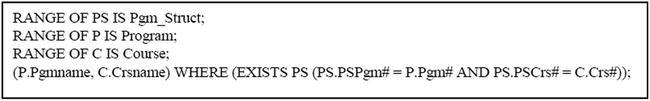 RANGE OF PS IS Pgm_Struct;
RANGE OF P IS Program;
RANGE OF C IS Course;
(P.Pgmname, C.Crsname) WHERE (EXISTS PS (PS.PSPgm# = P.Pgm# AND PS.PSCrs# = C.Crs#));